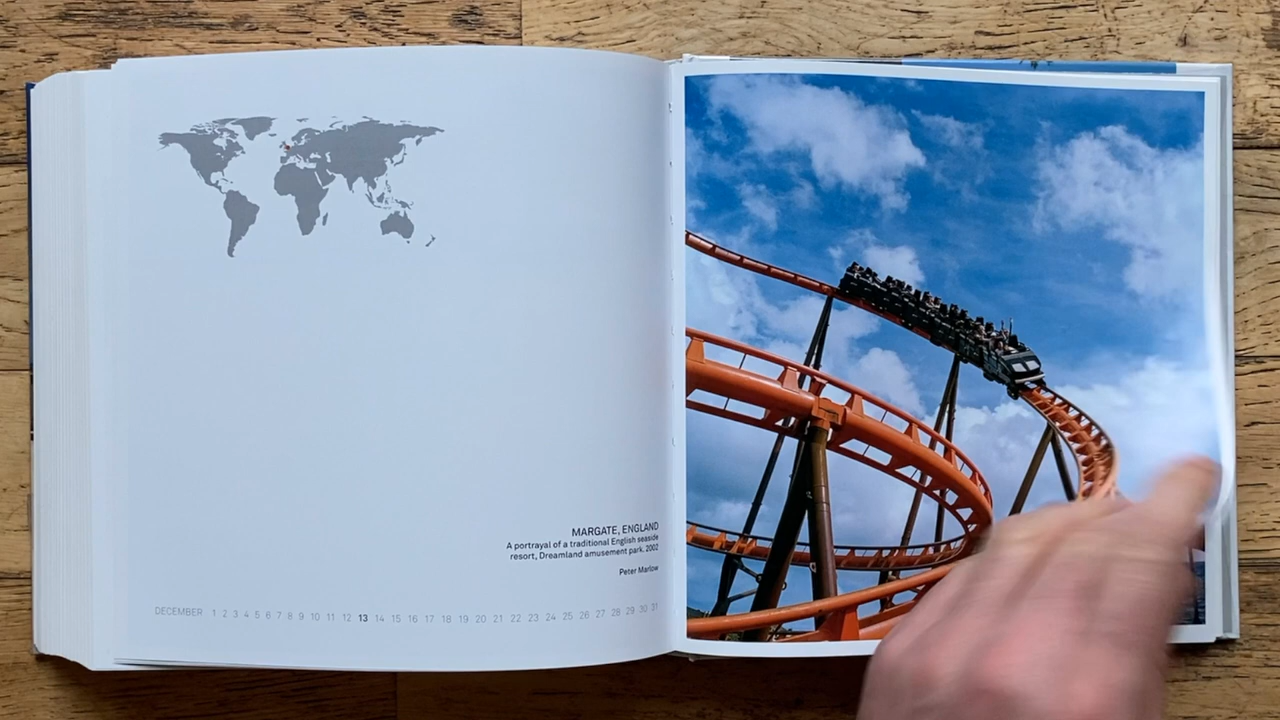 MARGATE, ENGLAND
A portrayal of a traditional English seaside
resort, Dreamland amusement park. 2002
Peter Marlow
DECEMBER 1 2 3 4 5 6 7 8 9 10 11 12 13 14 15 16 17 18 19 20 21 22 23 24 25 26 27 28 29 30 31